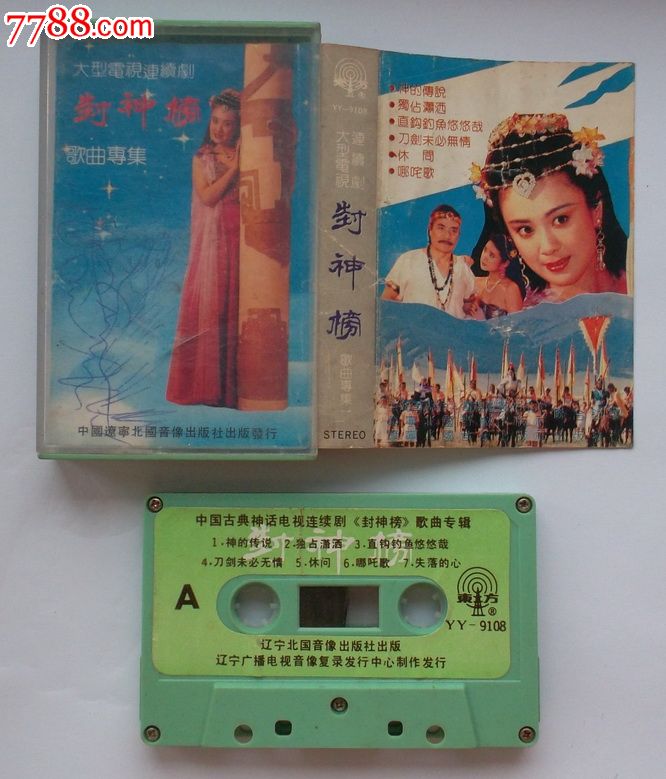 7788.com
大型電視連續劇
封神榜
歌曲專集
中國遼寧北國音像出版社出版發行
東方
YY-9108
大型電視
連續劇
封神榜
歌曲專集
STEREO
•神的傳說
•獨佔瀟洒
•直鈎釣魚悠悠哉
•刀劍未必無情
•休問
•哪咤歌
中国古典神话电视连续剧《封神榜》歌曲专辑
封神榜
1·神的传说 2·独占潇洒 3·直钩钓鱼悠悠哉
4·刀剑未必无情 5·休问 6·哪吒歌 7·失落的心
A
東方
®
YY-9108
辽宁北国音像出版社出版
辽宁广播电视音像复录发行中心制作发行